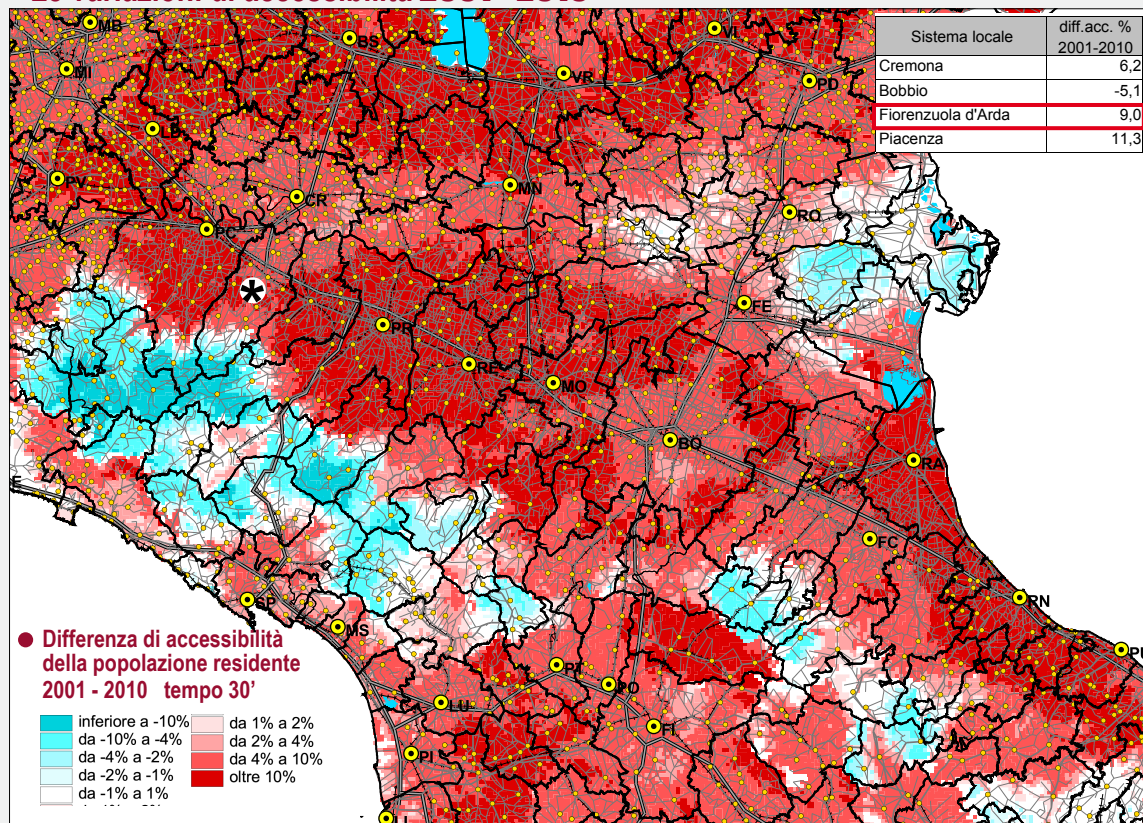 Sistema locale
diff.acc. %
2001-2010
Cremona 6,2
Bobbio -5,1
Fiorenzuola d'Arda 9,0
Piacenza 11,3
MB
BS
VI
MI
VR
PD
PV
CR
MN
RO
PC
*
FE
PR
RE
MO
BO
RA
FC
SP
MS
RN
PO
LU
FI
PI
Differenza di accessibilità
della popolazione residente
2001 - 2010 tempo 30'
inferiore a -10%
da -10% a -4%
da -4% a -2%
da -2% a -1%
da -1% a 1%
da 1% a 2%
da 2% a 4%
da 4% a 10%
oltre 10%